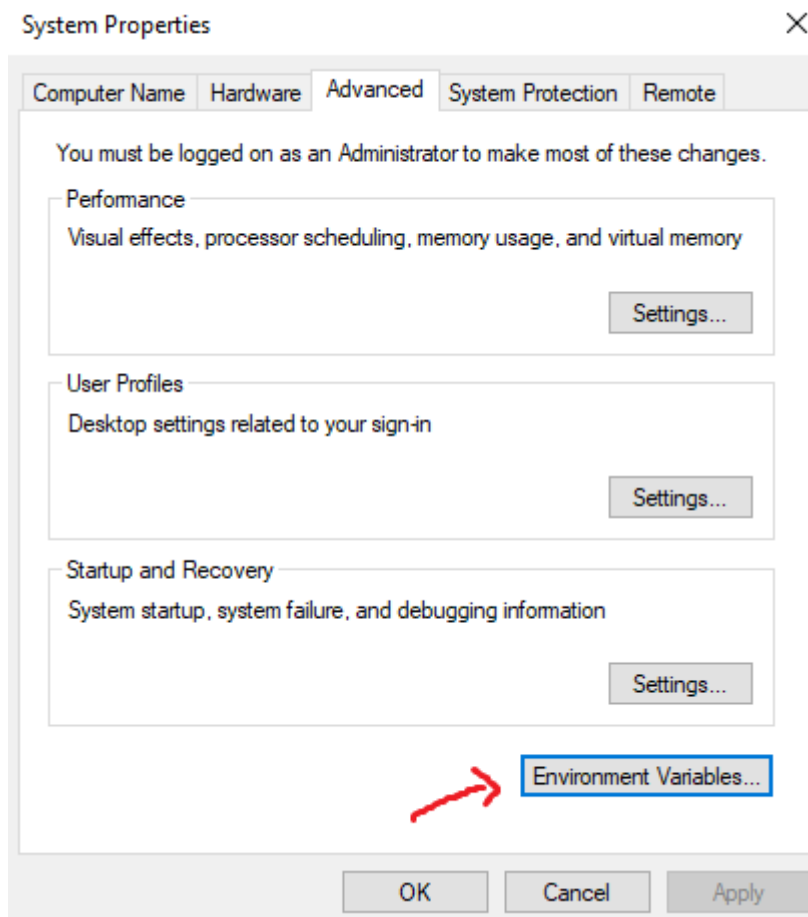 System Properties
Computer Name Hardware Advanced System Protection Remote
You must be logged on as an Administrator to make most of these changes.
Performance
Visual effects, processor scheduling, memory usage, and virtual memory
Settings...
User Profiles
Desktop settings related to your sign-in
Settings...
Startup and Recovery
System startup, system failure, and debugging information
Settings...
Environment Variables...
OK Cancel Apply